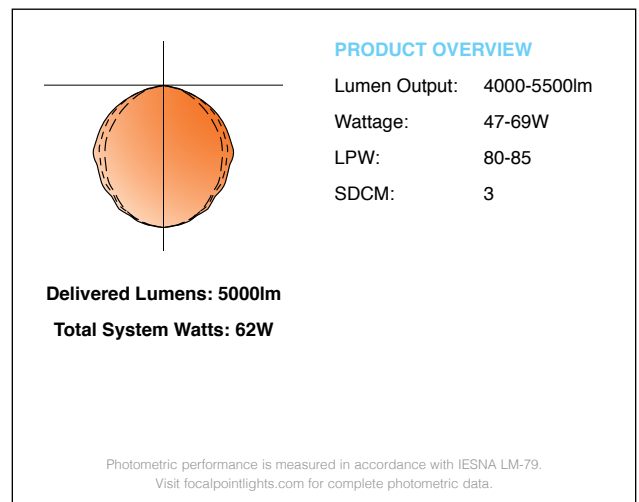 PRODUCT OVERVIEW
Lumen Output: 4000-5500lm
Wattage: 47-69W
LPW: 80-85
SDCM: 3
Delivered Lumens: 5000lm
Total System Watts: 62W
Photometric performance is measured in accordance with IESNA LM-79.
Visit focalpointlights.com for complete photometric data.